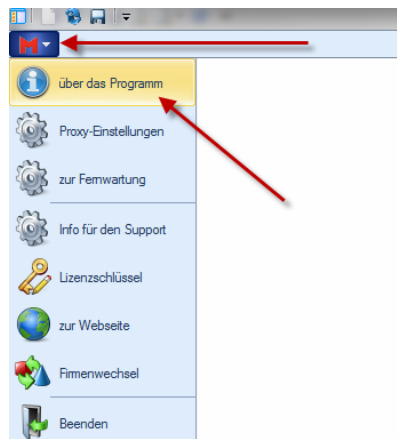 M
über das Programm
Proxy-Einstellungen
zur Fernwartung
Info für den Support
Lizenzschlüssel
zur Webseite
Firmenwechsel
Beenden